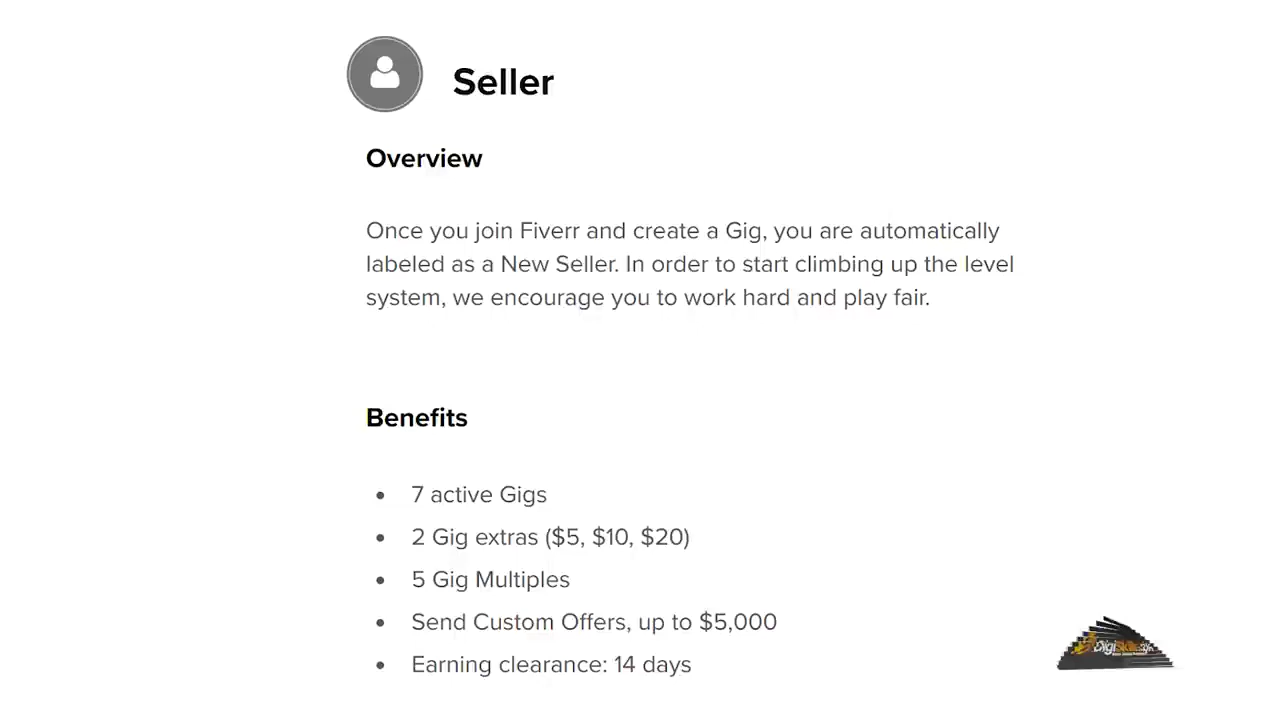 Seller
Overview
Once you join Fiverr and create a Gig, you are automatically
labeled as a New Seller. In order to start climbing up the level
system, we encourage you to work hard and play fair.
Benefits
• 7 active Gigs
• 2 Gig extras ($5, $10, $20)
• 5 Gig Multiples
• Send Custom Offers, up to $5,000
• Earning clearance: 14 days